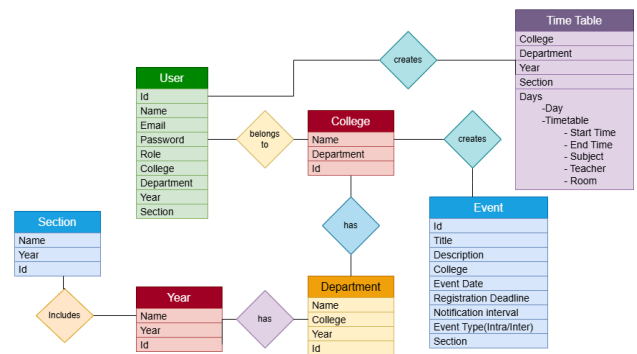 Time Table
College
Department
Year
Section
Days
-Day
-Timetable
- Start Time
- End Time
- Subject
- Teacher
- Room
creates
User
Id
Name
Email
Password
Role
College
Department
Year
Section
belongs
to
College
Name
Department
Id
creates
Event
Id
Title
Description
College
Event Date
Registration Deadline
Notification interval
Event Type(Intra/Inter)
Section
has
Section
Name
Year
Id
Includes
Year
Name
Year
Id
has
Department
Name
College
Year
Id